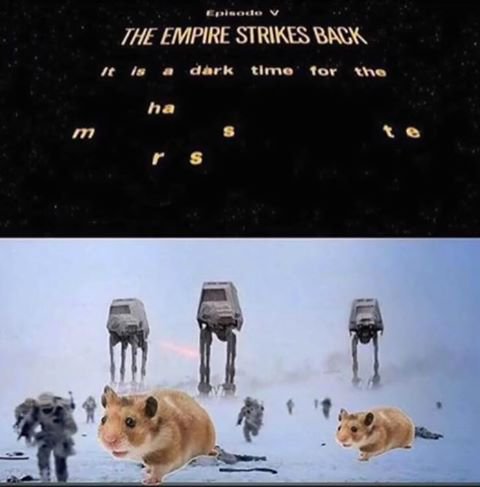 Episode V
THE EMPIRE STRIKES BACK
It is a dark time for the
ha
m s te
r s